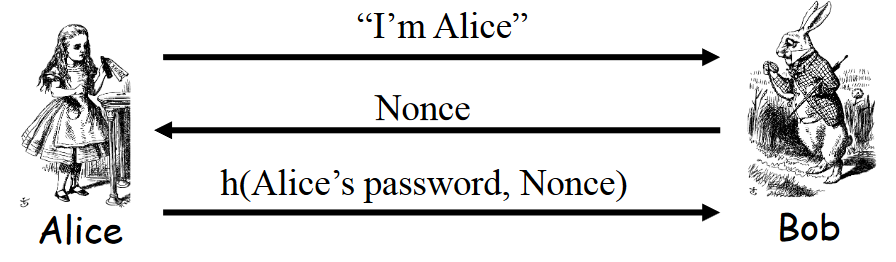 “I’m Alice”
Nonce
h(Alice’s password, Nonce)
Alice
Bob